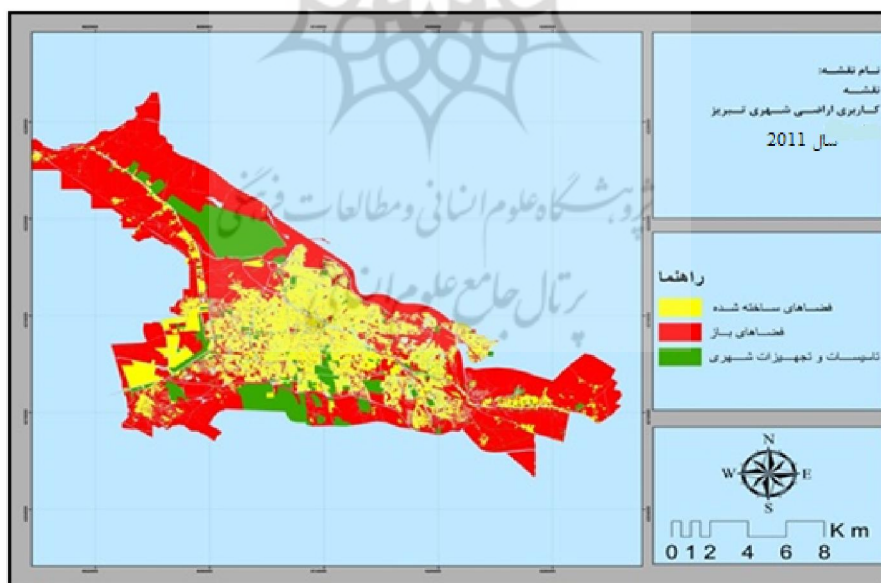 نام نقشه:
نقشه
کاربری اراضی شهری تبریز
سال 2011
پژوهشگاه علوم انسانی و مطالعات فرهنگی
پرتال جامع علوم انسانی
راهنما
فضاهای ساخته شده
فضاهای باز
تاسیسات و تجهیزات شهری
N
W E
S
Km
0 1 2 4 6 8